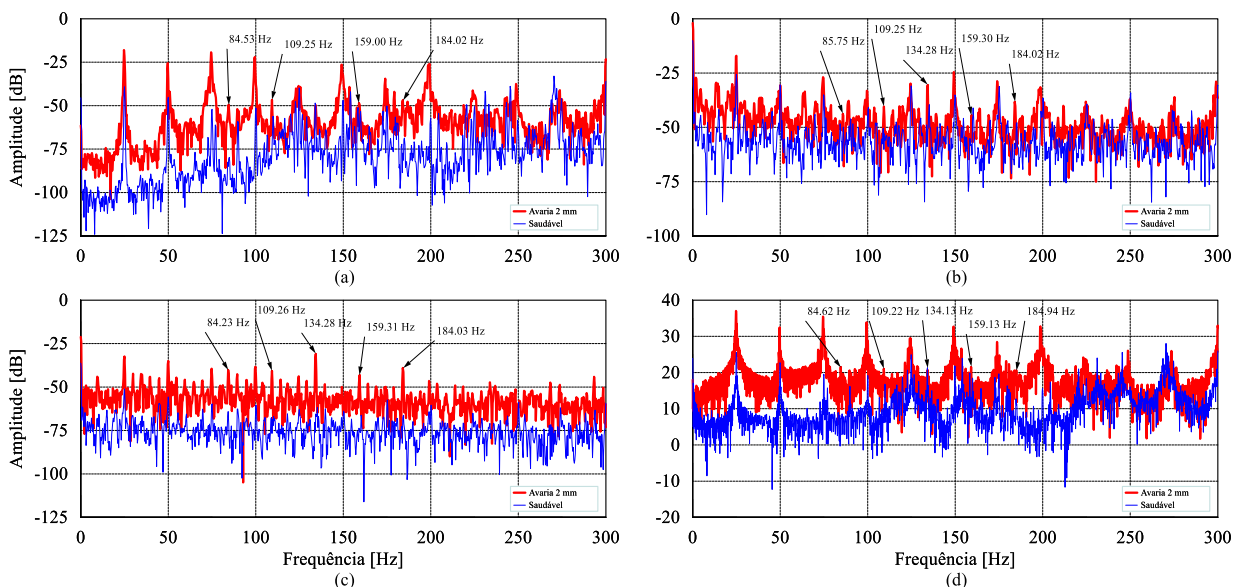 Amplitude [dB]
0
-25
-50
-75
-100
-125
84.53 Hz
109.25 Hz
159.00 Hz
184.02 Hz
Avaria 2 mm
Saudável
0
50
100
150
200
250
300
(a)
0
-25
-50
-75
-100
85.75 Hz
109.25 Hz
134.28 Hz
159.30 Hz
184.02 Hz
Avaria 2 mm
Saudável
0
50
100
150
200
250
300
(b)
Amplitude [dB]
0
-25
-50
-75
-100
-125
84.23 Hz
109.26 Hz
134.28 Hz
159.31 Hz
184.03 Hz
Avaria 2 mm
Saudável
0
50
100
150
200
250
300
Frequência [Hz]
(c)
40
30
20
10
0
-10
-20
84.62 Hz
109.22 Hz
134.13 Hz
159.13 Hz
184.94 Hz
Avaria 2 mm
Saudável
0
50
100
150
200
250
300
Frequência [Hz]
(d)